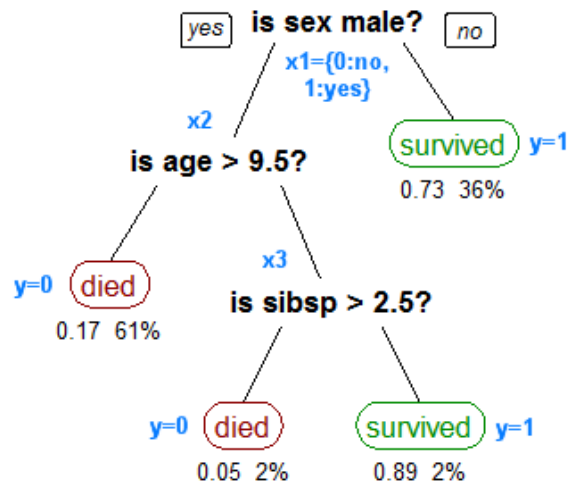 yes
is sex male?
no
x1={0:no,
1:yes}
x2
survived
y=1
is age > 9.5?
0.73 36%
x3
y=0
died
is sibsp > 2.5?
0.17 61%
y=0
died
survived
y=1
0.05 2%
0.89 2%